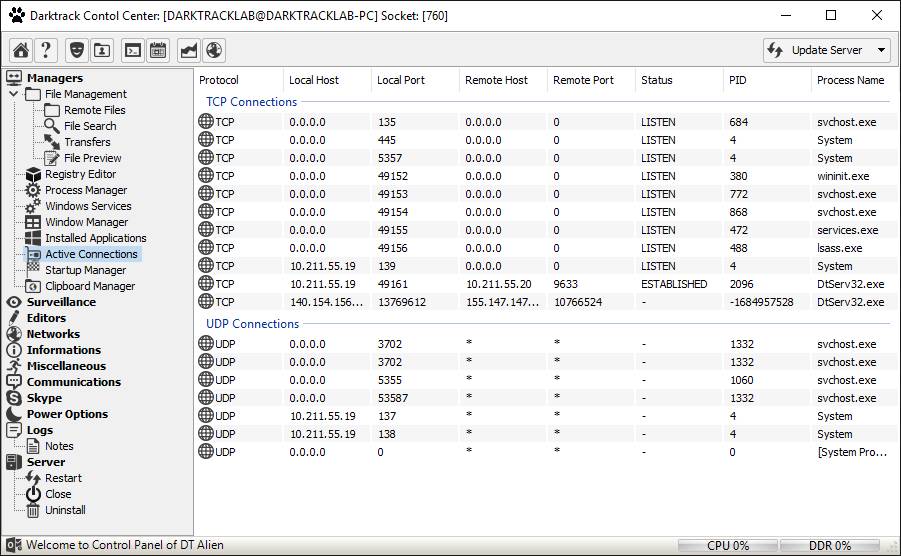 Darktrack Contol Center: [DARKTRACKLAB@DARKTRACKLAB-PC] Socket: [760]
Update Server
Managers
File Management
Remote Files
File Search
Transfers
File Preview
Registry Editor
Process Manager
Windows Services
Window Manager
Installed Applications
Active Connections
Startup Manager
Clipboard Manager
Surveillance
Editors
Networks
Informations
Miscellaneous
Communications
Skype
Power Options
Logs
Notes
Server
Restart
Close
Uninstall
Protocol Local Host Local Port Remote Host Remote Port Status PID Process Name
TCP Connections
TCP 0.0.0.0 135 0.0.0.0 0 LISTEN 684 svchost.exe
TCP 0.0.0.0 445 0.0.0.0 0 LISTEN 4 System
TCP 0.0.0.0 5357 0.0.0.0 0 LISTEN 4 System
TCP 0.0.0.0 49152 0.0.0.0 0 LISTEN 380 wininit.exe
TCP 0.0.0.0 49153 0.0.0.0 0 LISTEN 772 svchost.exe
TCP 0.0.0.0 49154 0.0.0.0 0 LISTEN 868 svchost.exe
TCP 0.0.0.0 49155 0.0.0.0 0 LISTEN 472 services.exe
TCP 0.0.0.0 49156 0.0.0.0 0 LISTEN 488 lsass.exe
TCP 10.211.55.19 139 0.0.0.0 0 LISTEN 4 System
TCP 10.211.55.19 49161 10.211.55.20 9633 ESTABLISHED 2096 DtServ32.exe
TCP 140.154.156... 13769612 155.147.147... 10766524 - -1684957528 DtServ32.exe
UDP Connections
UDP 0.0.0.0 3702 * * - 1332 svchost.exe
UDP 0.0.0.0 3702 * * - 1332 svchost.exe
UDP 0.0.0.0 5355 * * - 1060 svchost.exe
UDP 0.0.0.0 53587 * * - 1332 svchost.exe
UDP 10.211.55.19 137 * * - 4 System
UDP 10.211.55.19 138 * * - 4 System
UDP 0.0.0.0 0 * * - 0 [System Pro...
Welcome to Control Panel of DT Alien
CPU 0% DDR 0%